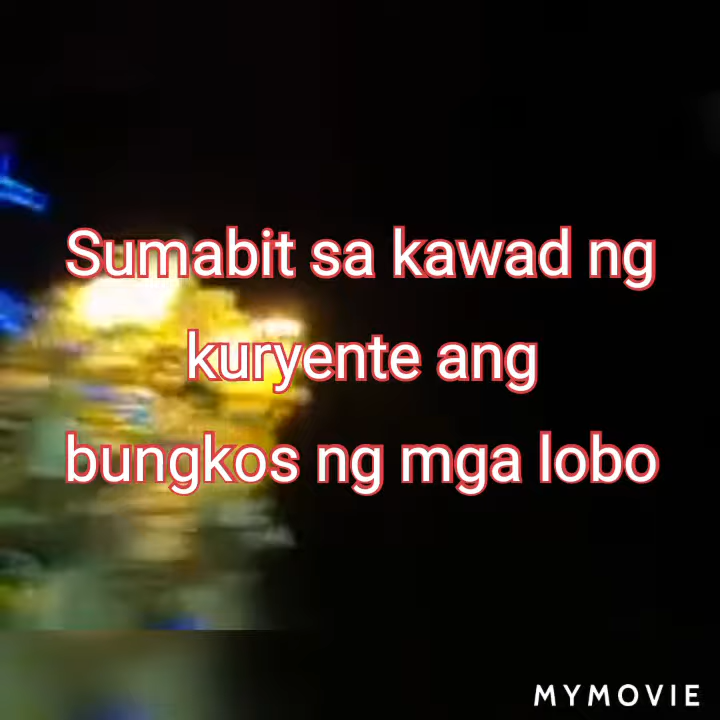 Sumabit sa kawad ng
kuryente ang
bungkos ng mga lobo
MYMOVIE